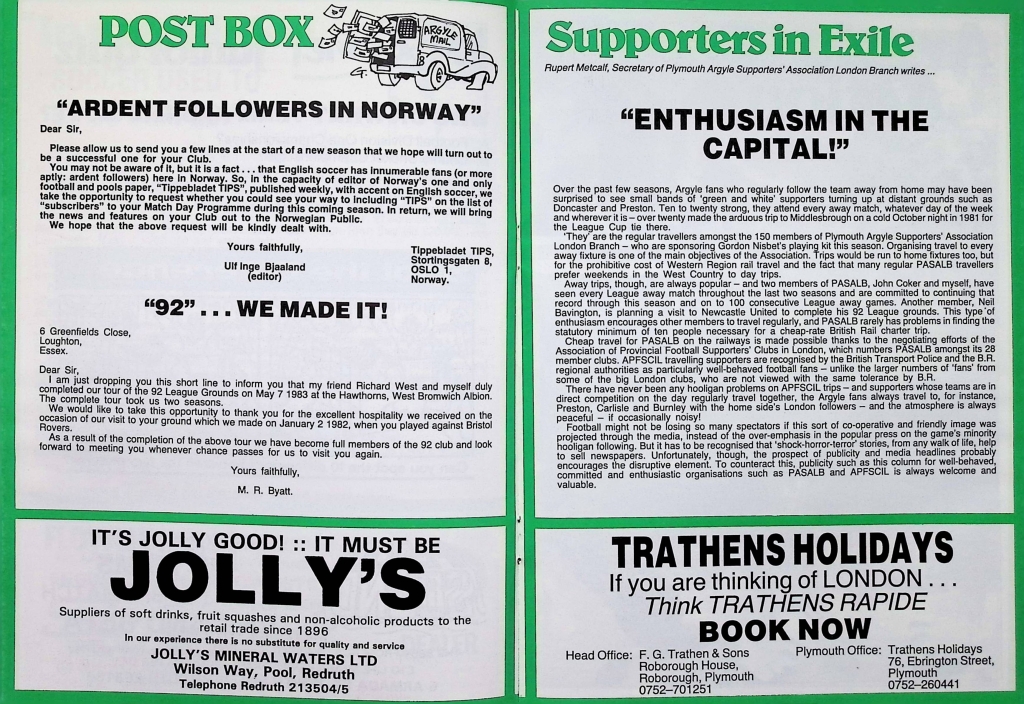 POST BOX
ARGYLE
MAIL
G.
"ARDENT FOLLOWERS IN NORWAY"
Dear Sir,
Please allow us to send you a few lines at the start of a new season that we hope will turn out to
be a successful one for your Club.
You may not be aware of it, but it is a fact . . . that English soccer has innumerable fans (or more
aptly: ardent followers) here in Norway. So, in the capacity of editor of Norway's one and only
football and pools paper, "Tippebladet TIPS", published weekly, with accent on English soccer, we
take the opportunity to request whether you could see your way to including "TIPS" on the list of
"subscribers" to your Match Day Programme during this coming season. In return, we will bring
the news and features on your Club out to the Norwegian Public.
We hope that the above request will be kindly dealt with.
Yours faithfully,
Ulf Inge Bjaaland
(editor)
Tippebladet TIPS,
Stortingsgaten 8,
OSLO 1,
Norway.
"92" . . . WE MADE IT!
6 Greenfields Close,
Loughton,
Essex.
Dear Sir,
I am just dropping you this short line to inform you that my friend Richard West and myself duly
completed our tour of the 92 League Grounds on May 7 1983 at the Hawthorns, West Bromwich Albion.
The complete tour took us two seasons.
We would like to take this opportunity to thank you for the excellent hospitality we received on the
occasion of our visit to your ground which we made on January 2 1982, when you played against Bristol
Rovers.
As a result of the completion of the above tour we have become full members of the 92 club and look
forward to meeting you whenever chance passes for us to visit you again.
Yours faithfully,
M. R. Byatt.
IT'S JOLLY GOOD! :: IT MUST BE
JOLLY'S
Suppliers of soft drinks, fruit squashes and non-alcoholic products to the
retail trade since 1896
In our experience there is no substitute for quality and service
JOLLY'S MINERAL WATERS LTD
Wilson Way, Pool, Redruth
Telephone Redruth 213504/5
Supporters in Exile
Rupert Metcalf, Secretary of Plymouth Argyle Supporters' Association London Branch writes ...
"ENTHUSIASM IN THE
CAPITAL!"
Over the past few seasons, Argyle fans who regularly follow the team away from home may have been
surprised to see small bands of 'green and white' supporters turning up at distant grounds such as
Doncaster and Preston. Ten to twenty strong, they attend every away match, whatever day of the week
and wherever it is – over twenty made the arduous trip to Middlesbrough on a cold October night in 1981 for
the League Cup tie there.
'They' are the regular travellers amongst the 150 members of Plymouth Argyle Supporters' Association
London Branch – who are sponsoring Gordon Nisbet's playing kit this season. Organising travel to every
away fixture is one of the main objectives of the Association. Trips would be run to home fixtures too, but
for the prohibitive cost of Western Region rail travel and the fact that many regular PASALB travellers
prefer weekends in the West Country to day trips.
Away trips, though, are always popular – and two members of PASALB, John Coker and myself, have
seen every League away match throughout the last two seasons and are committed to continuing that
record through this season and on to 100 consecutive League away games. Another member, Neil
Bavington, is planning a visit to Newcastle United to complete his 92 League grounds. This type of
enthusiasm encourages other members to travel regularly, and PASALB rarely has problems in finding the
statutory minimum of ten people necessary for a cheap-rate British Rail charter trip.
Cheap travel for PASALB on the railways is made possible thanks to the negotiating efforts of the
Association of Provincial Football Supporters' Clubs in London, which numbers PASALB amongst its 28
member clubs. APFSCIL travelling supporters are recognised by the British Transport Police and the B.R.
regional authorities as particularly well-behaved football fans – unlike the larger numbers of 'fans' from
some of the big London clubs, who are not viewed with the same tolerance by B.R.
There have never been any hooligan problems on APFSCIL trips – and supporters whose teams are in
direct competition on the day regularly travel together, the Argyle fans always travel to, for instance,
Preston, Carlisle and Burnley with the home side's London followers – and the atmosphere is always
peaceful – if occasionally noisy!
Football might not be losing so many spectators if this sort of co-operative and friendly image was
projected through the media, instead of the over-emphasis in the popular press on the game's minority
hooligan following. But it has to be recognised that 'shock-horror-terror' stories, from any walk of life, help
to sell newspapers. Unfortunately, though, the prospect of publicity and media headlines probably
encourages the disruptive element. To counteract this, publicity such as this column for well-behaved,
committed and enthusiastic organisations such as PASALB and APFSCIL is always welcome and
valuable.
TRATHENS HOLIDAYS
If you are thinking of LONDON . . .
Think TRATHENS RAPIDE
BOOK NOW
Head Office: F. G. Trathen & Sons
Roborough House,
Roborough, Plymouth
0752–701251
Plymouth Office: Trathens Holidays
76, Ebrington Street,
Plymouth
0752–260441